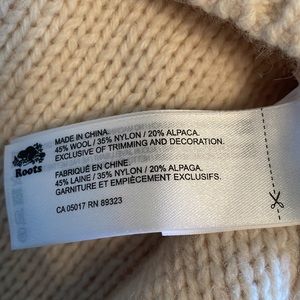 Roots
MADE IN CHINA.
45% WOOL / 35% NYLON / 20% ALPACA.
EXCLUSIVE OF TRIMMING AND DECORATION.
FABRIQUÉ EN CHINE.
45% LAINE / 35% NYLON / 20% ALPAGA.
GARNITURE ET EMPIÈCEMENT EXCLUSIFS.
CA 05017 RN 89323